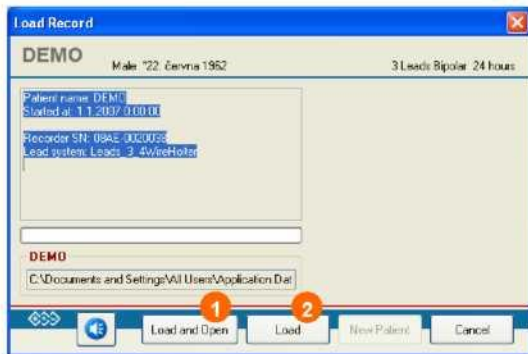 Load Record
DEMO
Male *22. června 1962
3 Leads Bipolar 24 hours
Patient name: DEMO
Started at: 1.1.2007 0:00:00
Recorder SN: 08AE-0020038
Lead system: Leads_3_4WireHolter
DEMO
C:\Documents and Settings\All Users\Application Dat
1
2
Load and Open
Load
New Patient
Cancel